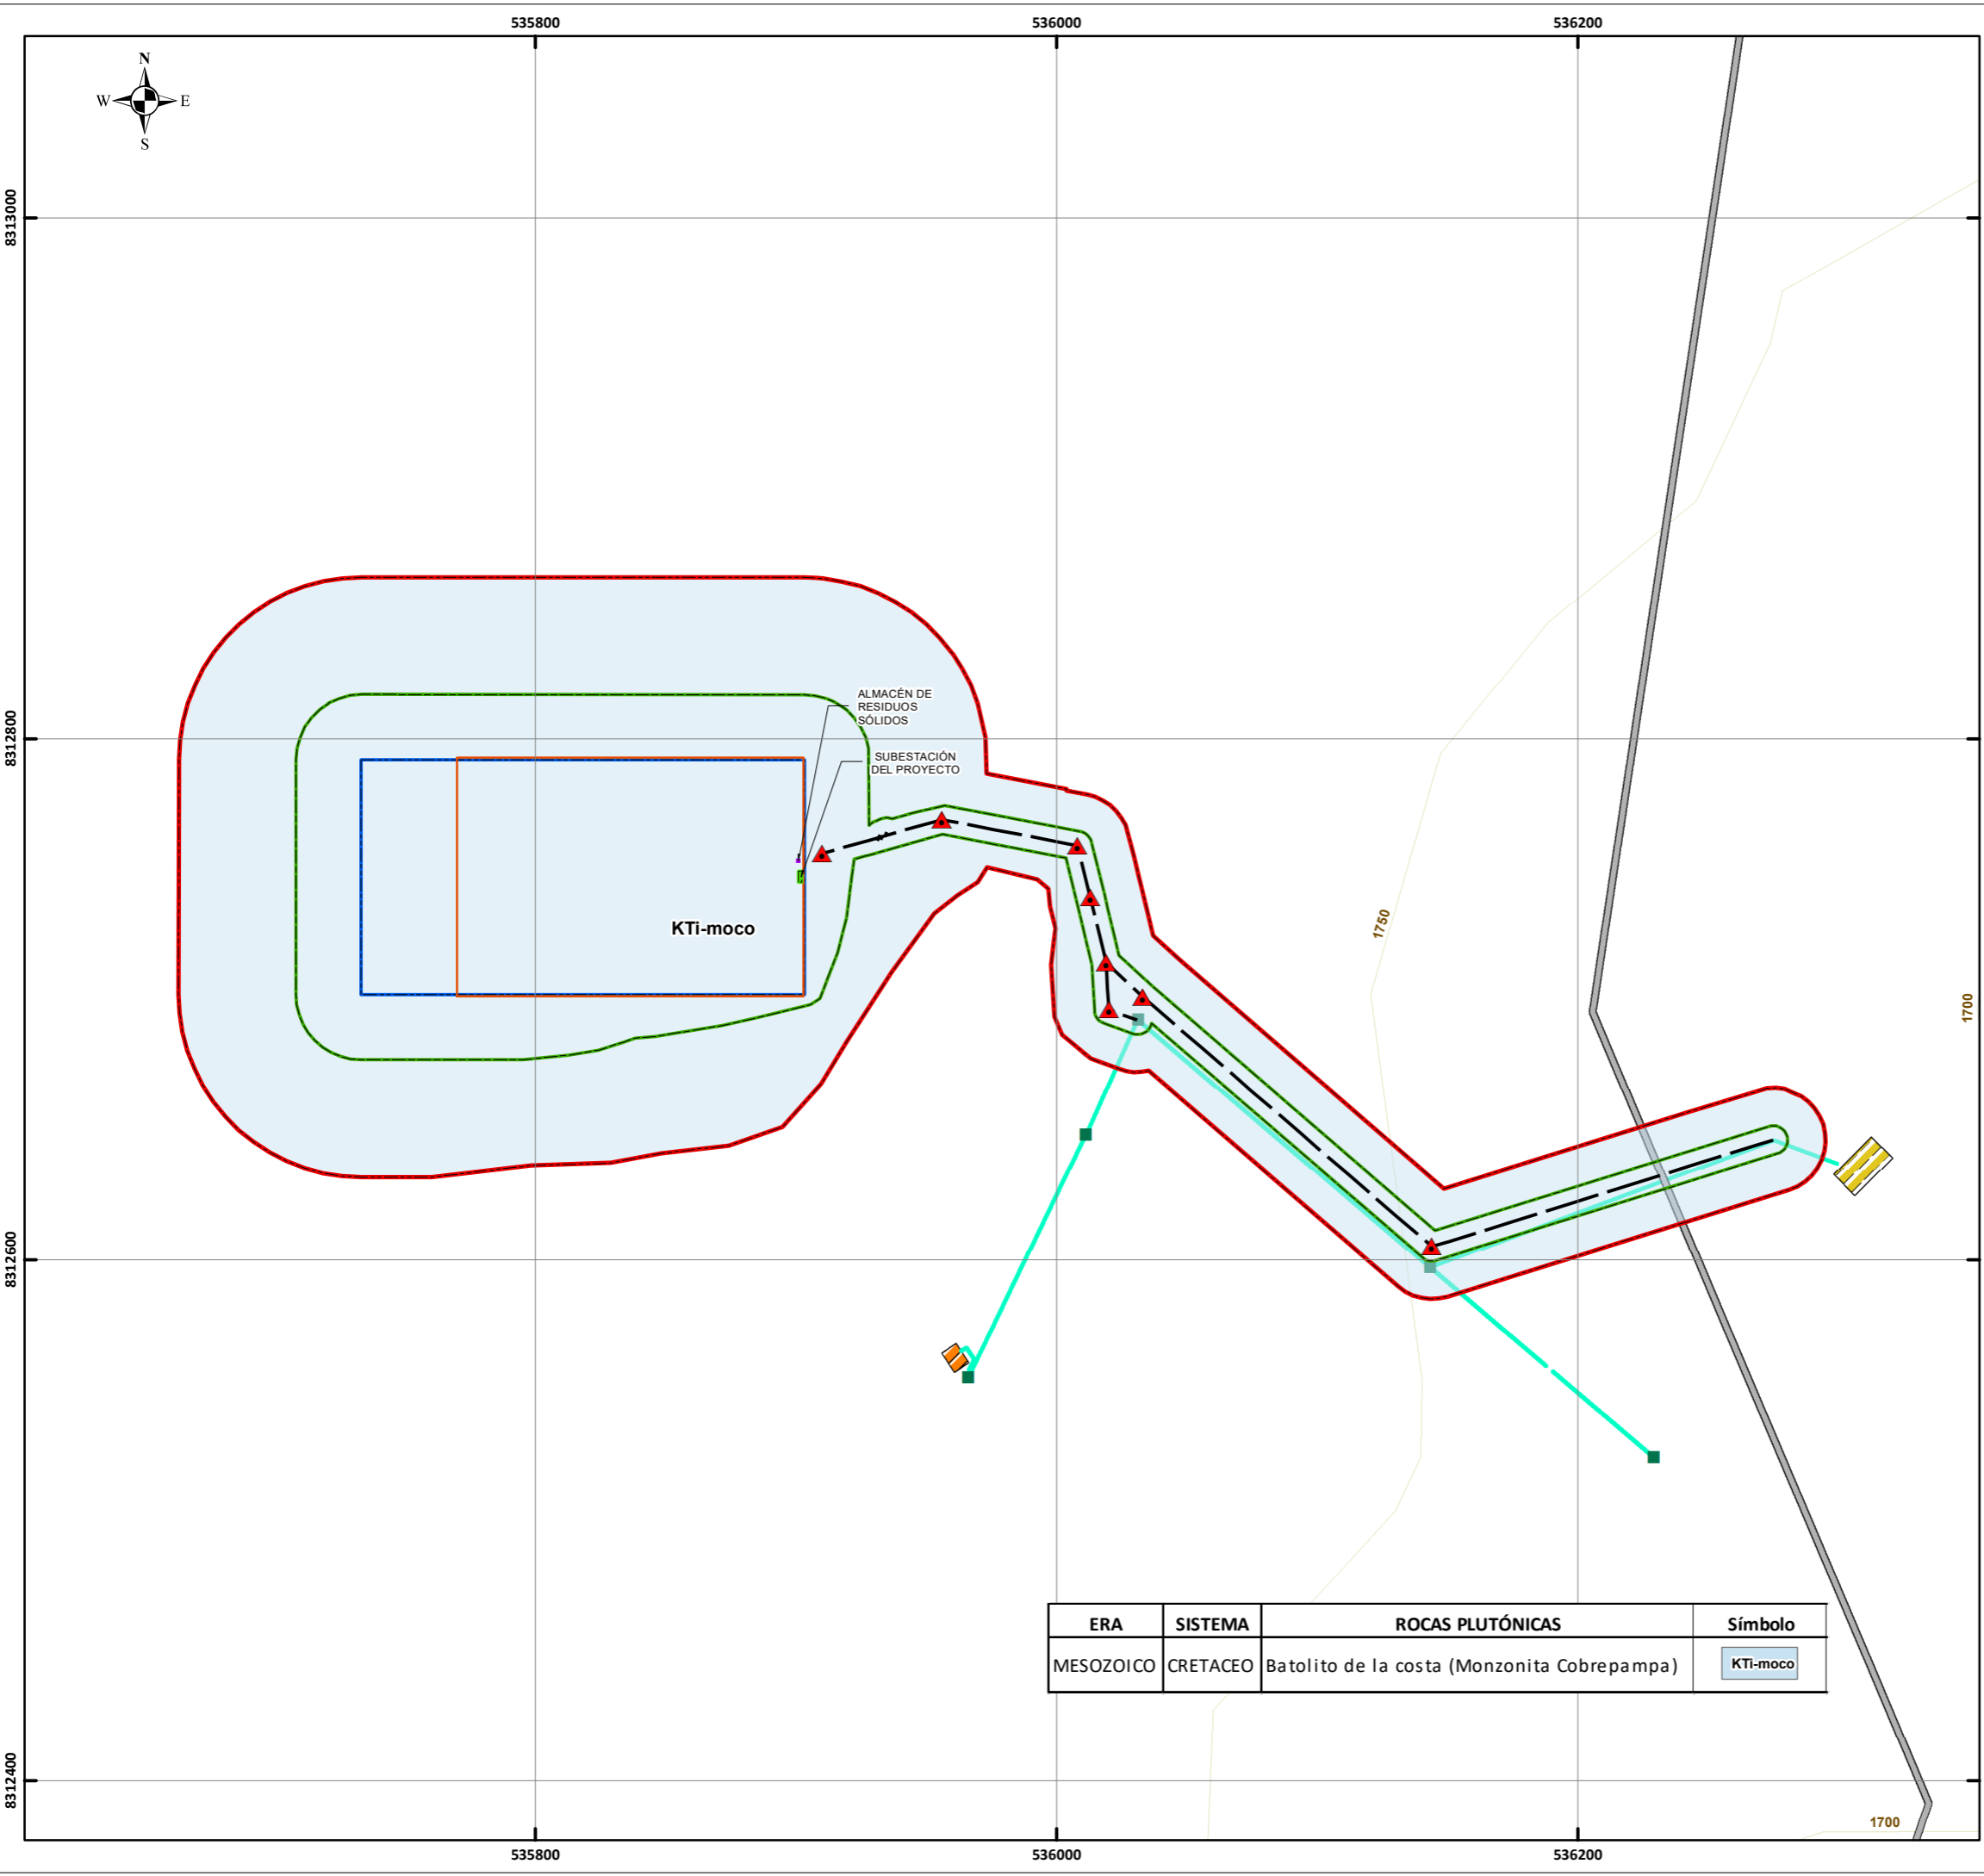 535800 536000 536200
N
W E
S
8313000
8312800
8312600
8312400
ALMACÉN DE
RESIDUOS
SÓLIDOS
SUBESTACIÓN
DEL PROYECTO
KTi-moco
1750
1700
ERA SISTEMA ROCAS PLUTÓNICAS Símbolo
MESOZOICO CRETACEO Batolito de la costa (Monzonita Cobrepampa) KTi-moco
1700
535800 536000 536200